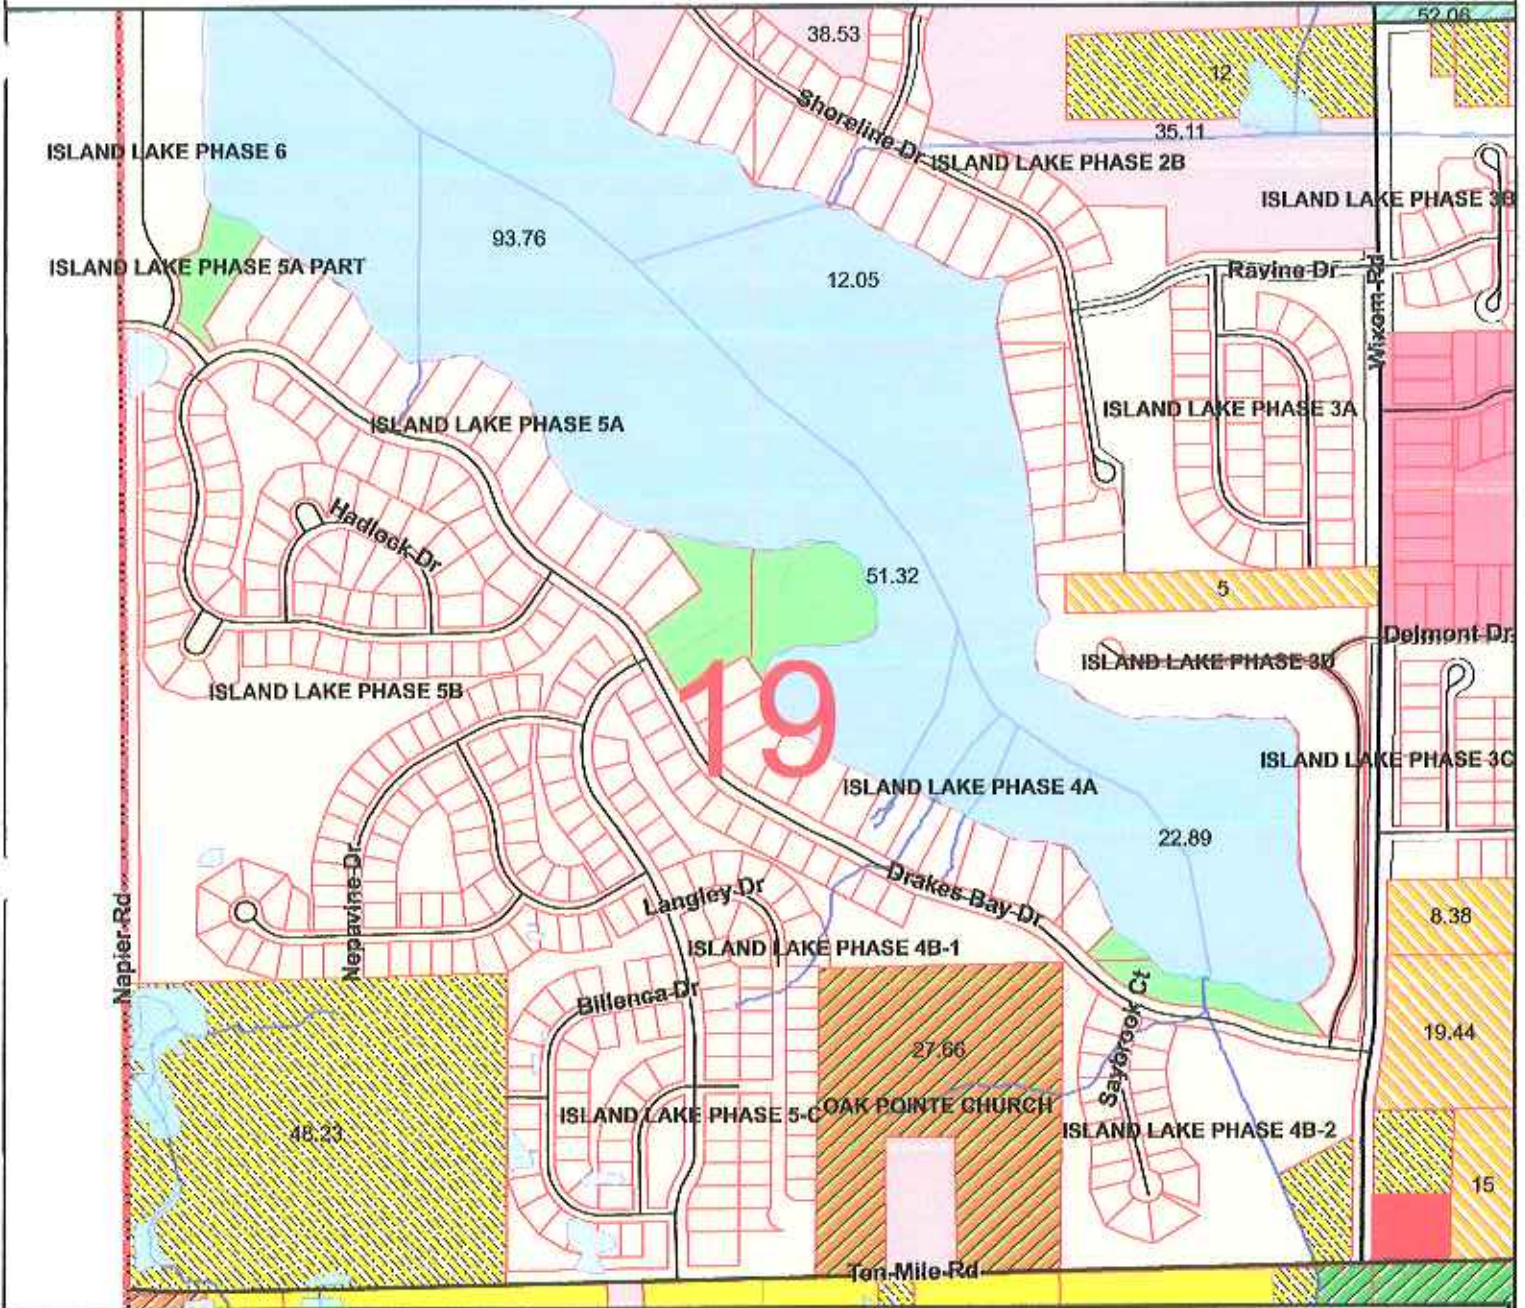 52.06
38.53
12
Shoreline Dr
35.11
ISLAND LAKE PHASE 6
ISLAND LAKE PHASE 2B
ISLAND LAKE PHASE 3B
93.76
ISLAND LAKE PHASE 5A PART
12.05
Ravine Dr
Wixom Rd
ISLAND LAKE PHASE 5A
ISLAND LAKE PHASE 3A
Hadlock Dr
51.32
5
Delmont Dr
ISLAND LAKE PHASE 3D
ISLAND LAKE PHASE 5B
19
ISLAND LAKE PHASE 3C
ISLAND LAKE PHASE 4A
22.89
Nepavine Dr
Langley Dr
Drakes Bay Dr
8.38
Napier Rd
ISLAND LAKE PHASE 4B-1
Billenca Dr
Saybrook Ct
27.66
19.44
ISLAND LAKE PHASE 5-C
OAK POINTE CHURCH
48.23
ISLAND LAKE PHASE 4B-2
15
Ten Mile Rd